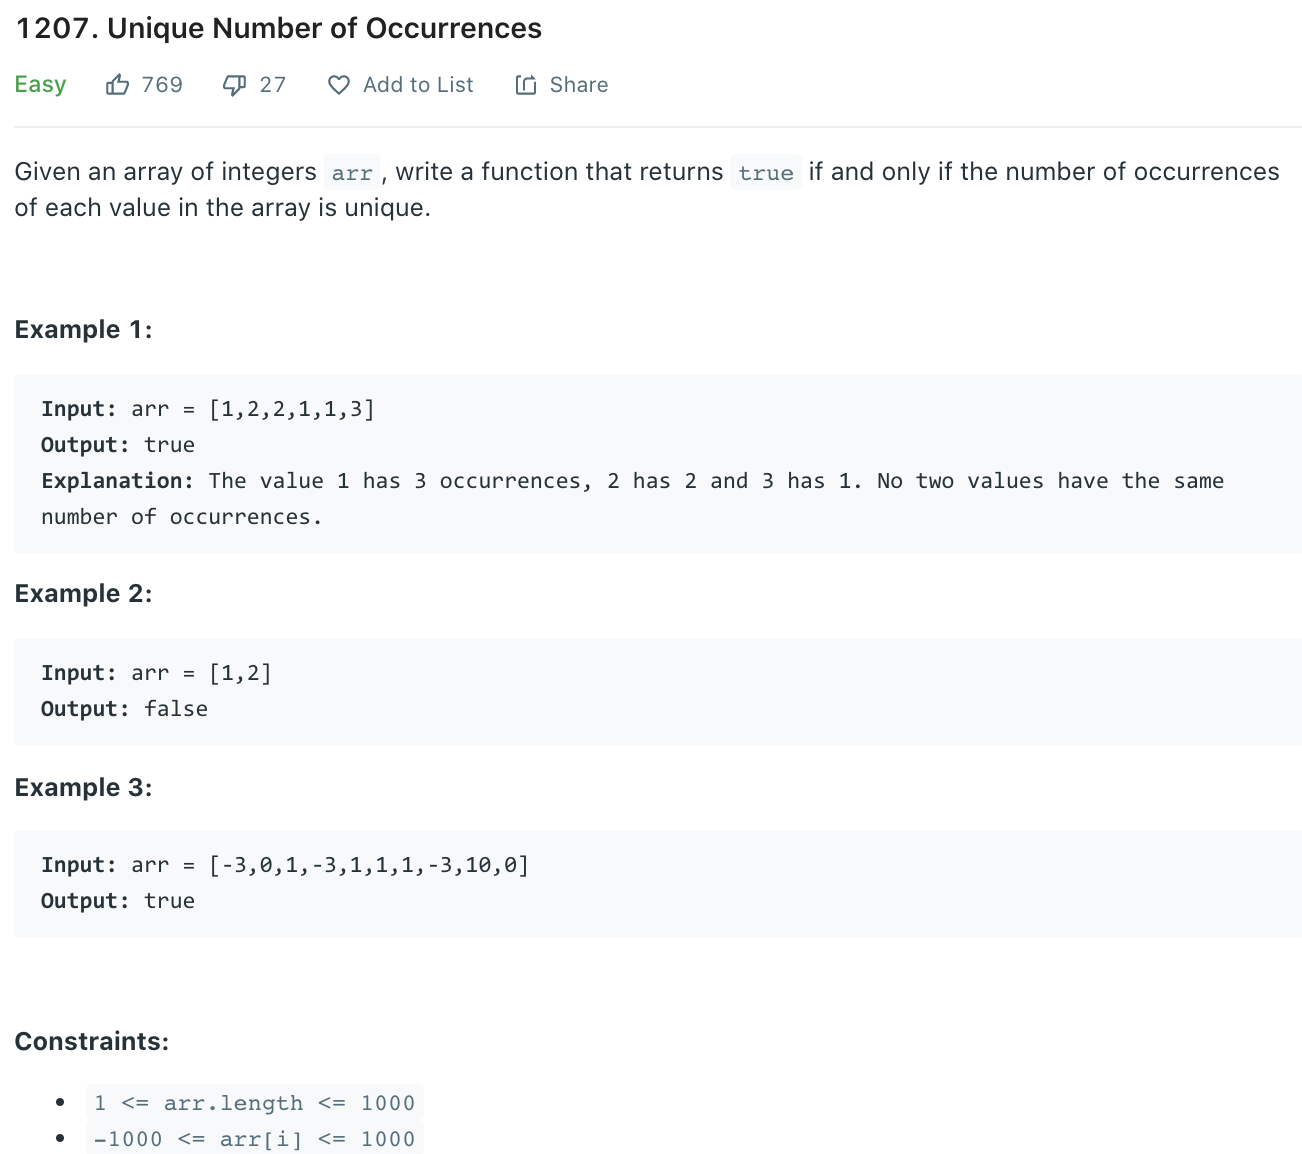 1207. Unique Number of Occurrences
Easy 769 27 Add to List Share
Given an array of integers arr, write a function that returns true if and only if the number of occurrences
of each value in the array is unique.
Example 1:
Input: arr = [1,2,2,1,1,3]
Output: true
Explanation: The value 1 has 3 occurrences, 2 has 2 and 3 has 1. No two values have the same
number of occurrences.
Example 2:
Input: arr = [1,2]
Output: false
Example 3:
Input: arr = [-3,0,1,-3,1,1,1,-3,10,0]
Output: true
Constraints:
• 1 <= arr.length <= 1000
• -1000 <= arr[i] <= 1000